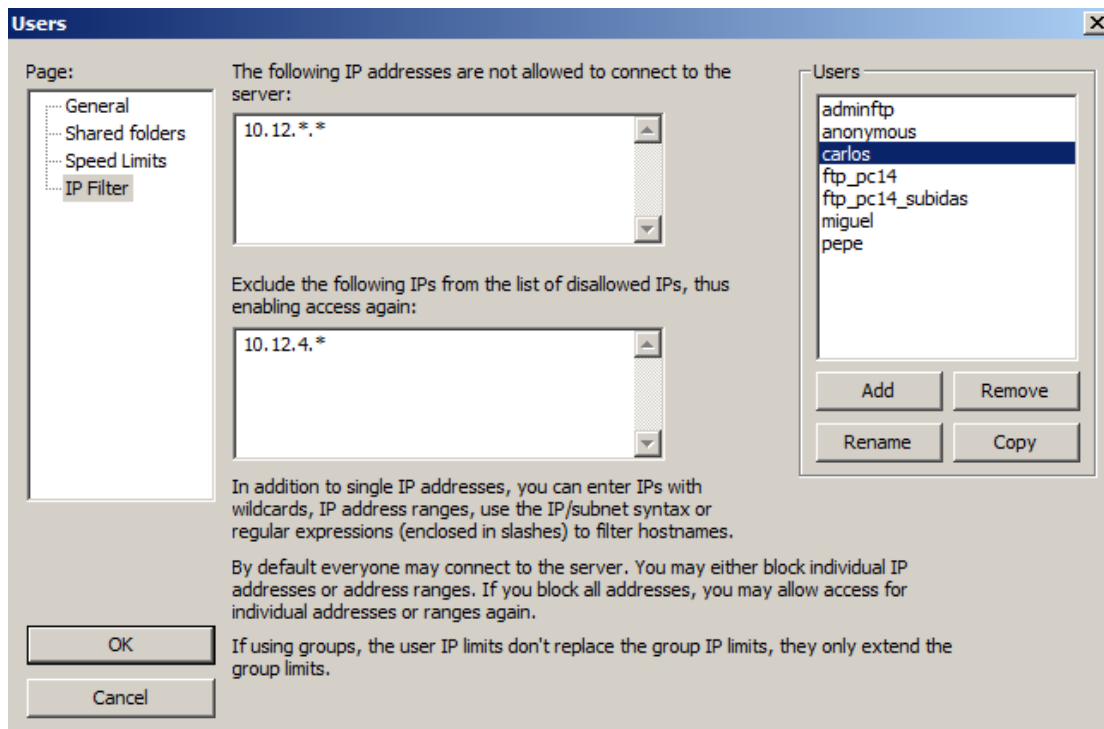 Users
Page:
General
Shared folders
Speed Limits
IP Filter
The following IP addresses are not allowed to connect to the
server:
10.12.*.*
Exclude the following IPs from the list of disallowed IPs, thus
enabling access again:
10.12.4.*
In addition to single IP addresses, you can enter IPs with
wildcards, IP address ranges, use the IP/subnet syntax or
regular expressions (enclosed in slashes) to filter hostnames.
By default everyone may connect to the server. You may either block individual IP
addresses or address ranges. If you block all addresses, you may allow access for
individual addresses or ranges again.
If using groups, the user IP limits don't replace the group IP limits, they only extend the
group limits.
Users
adminftp
anonymous
carlos
ftp_pc14
ftp_pc14_subidas
miguel
pepe
Add Remove
Rename Copy
OK
Cancel